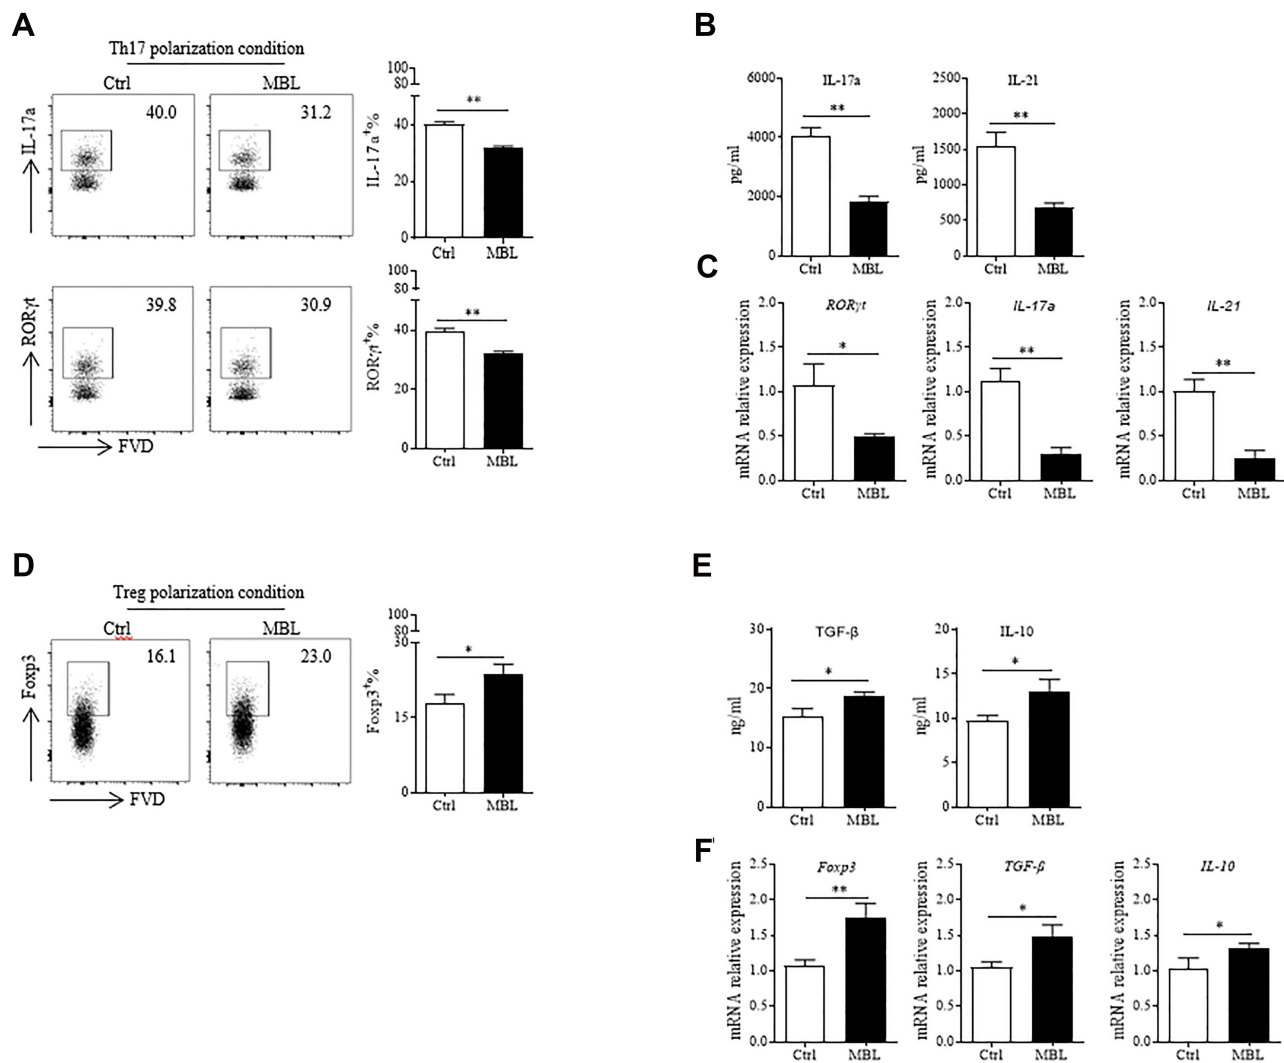 A
Th17 polarization condition
Ctrl
MBL
IL-17a
40.0
31.2
100
80
40
20
0
IL-17a+%
**
Ctrl
MBL
RORγt
39.8
30.9
FVD
100
80
40
20
0
RORγt+%
**
Ctrl
MBL
B
IL-17a
6000
4000
2000
0
pg/ml
**
Ctrl
MBL
IL-21
2500
2000
1500
1000
500
0
pg/ml
**
Ctrl
MBL
C
RORγt
2.0
1.5
1.0
0.5
0.0
mRNA relative expression
*
Ctrl
MBL
IL-17a
2.0
1.5
1.0
0.5
0.0
mRNA relative expression
**
Ctrl
MBL
IL-21
2.0
1.5
1.0
0.5
0.0
mRNA relative expression
**
Ctrl
MBL
D
Treg polarization condition
Ctrl
MBL
Foxp3
16.1
23.0
FVD
100
80
30
15
0
Foxp3+%
*
Ctrl
MBL
E
TGF-β
30
20
10
0
ng/ml
*
Ctrl
MBL
IL-10
20
15
10
5
0
ng/ml
*
Ctrl
MBL
F
Foxp3
2.5
2.0
1.5
1.0
0.5
0.0
mRNA relative expression
**
Ctrl
MBL
TGF-β
2.5
2.0
1.5
1.0
0.5
0.0
mRNA relative expression
*
Ctrl
MBL
IL-10
2.5
2.0
1.5
1.0
0.5
0.0
mRNA relative expression
*
Ctrl
MBL